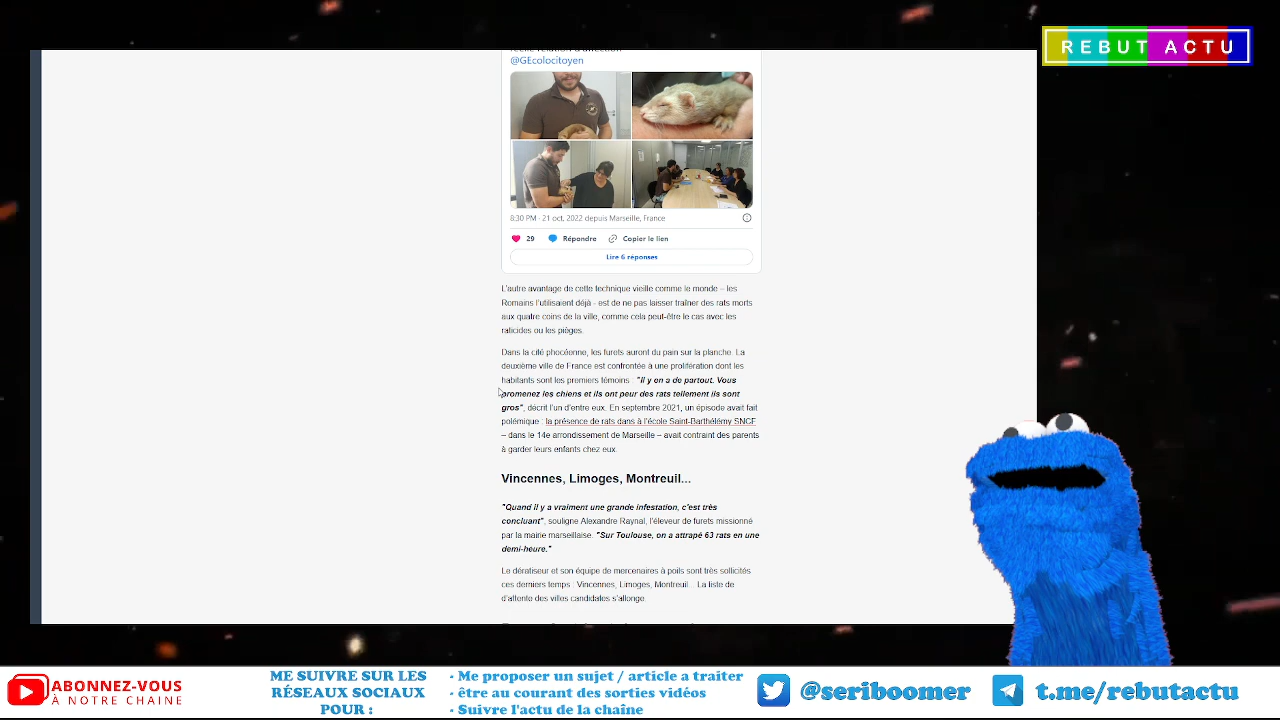 REBUT ACTU
@GEcolocitoyen
8:30 PM · 21 oct. 2022 depuis Marseille, France
29 Répondre Copier le lien
Lire 6 réponses
L'autre avantage de cette technique vieille comme le monde – les
Romains l'utilisaient déjà - est de ne pas laisser traîner des rats morts
aux quatre coins de la ville, comme cela peut-être le cas avec les
raticides ou les pièges.
Dans la cité phocéenne, les furets auront du pain sur la planche. La
deuxième ville de France est confrontée à une prolifération dont les
habitants sont les premiers témoins : "Il y en a de partout. Vous
promenez les chiens et ils ont peur des rats tellement ils sont
gros", décrit l'un d'entre eux. En septembre 2021, un épisode avait fait
polémique : la présence de rats dans à l'école Saint-Barthélémy SNCF
– dans le 14e arrondissement de Marseille – avait contraint des parents
à garder leurs enfants chez eux.
Vincennes, Limoges, Montreuil...
"Quand il y a vraiment une grande infestation, c'est très
concluant", souligne Alexandre Raynal, l'éleveur de furets missionné
par la mairie marseillaise. "Sur Toulouse, on a attrapé 63 rats en une
demi-heure."
Le dératiseur et son équipe de mercenaires à poils sont très sollicités
ces derniers temps : Vincennes, Limoges, Montreuil... La liste de
d'attente des villes candidates s'allonge.
ABONNEZ-VOUS
À NOTRE CHAINE
ME SUIVRE SUR LES
RÉSEAUX SOCIAUX
POUR :
- Me proposer un sujet / article a traiter
- être au courant des sorties vidéos
- Suivre l'actu de la chaîne
@seriboomer
t.me/rebutactu